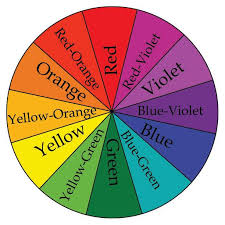 Red
Red-Violet
Violet
Blue-Violet
Blue
Blue-Green
Green
Yellow-Green
Yellow
Yellow-Orange
Orange
Red-Orange